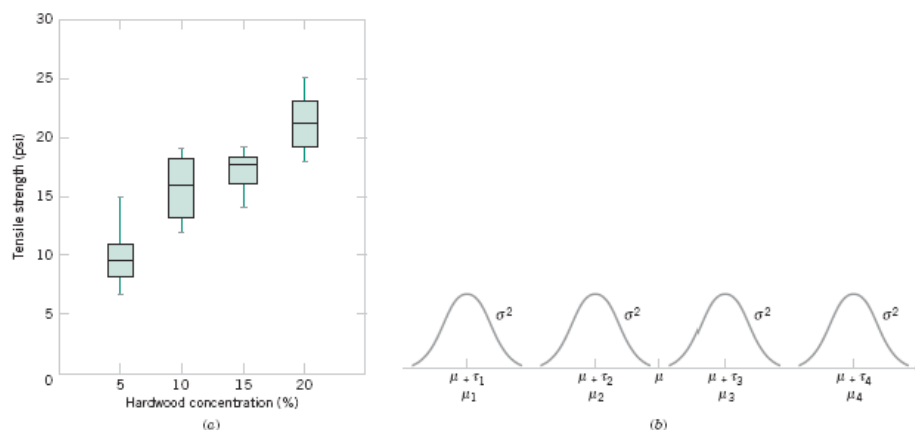 30
25
20
15
10
5
0
Tensile strength (psi)
5 10 15 20
Hardwood concentration (%)
(a)
σ² σ² σ² σ²
μ + τ₁ μ + τ₂ μ μ + τ₃ μ + τ₄
μ₁ μ₂ μ₃ μ₄
(b)